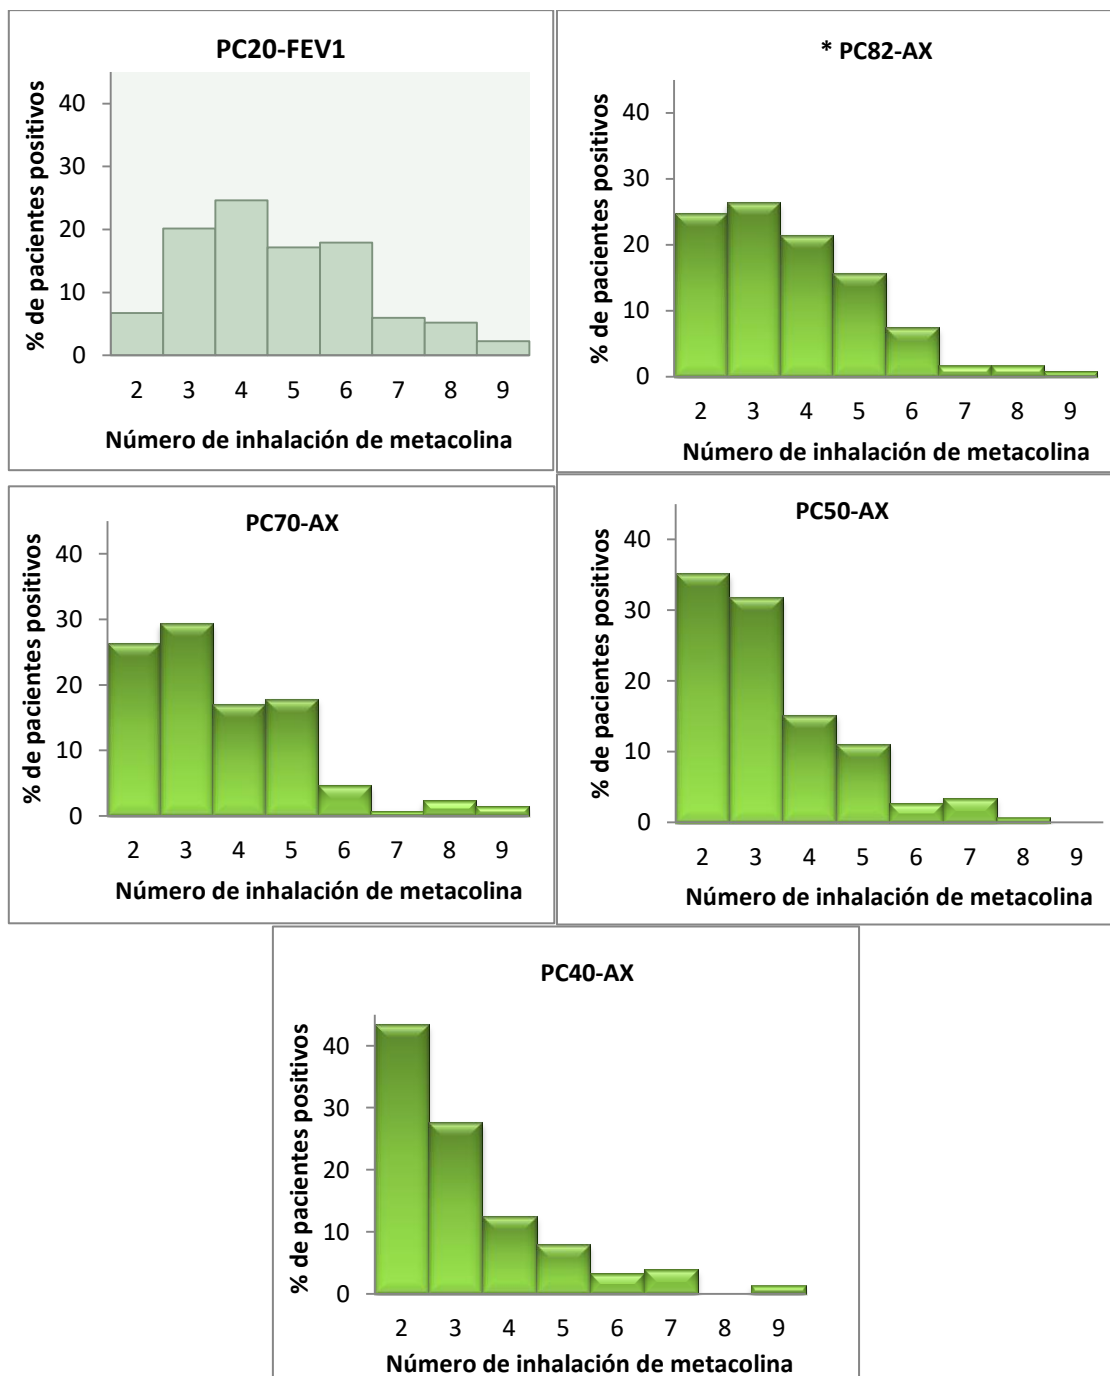 PC20-FEV1
% de pacientes positivos
40
30
20
10
0
2 3 4 5 6 7 8 9
Número de inhalación de metacolina
* PC82-AX
% de pacientes positivos
40
30
20
10
0
2 3 4 5 6 7 8 9
Número de inhalación de metacolina
PC70-AX
% de pacientes positivos
40
30
20
10
0
2 3 4 5 6 7 8 9
Número de inhalación de metacolina
PC50-AX
% de pacientes positivos
40
30
20
10
0
2 3 4 5 6 7 8 9
Número de inhalación de metacolina
PC40-AX
% de pacientes positivos
40
30
20
10
0
2 3 4 5 6 7 8 9
Número de inhalación de metacolina